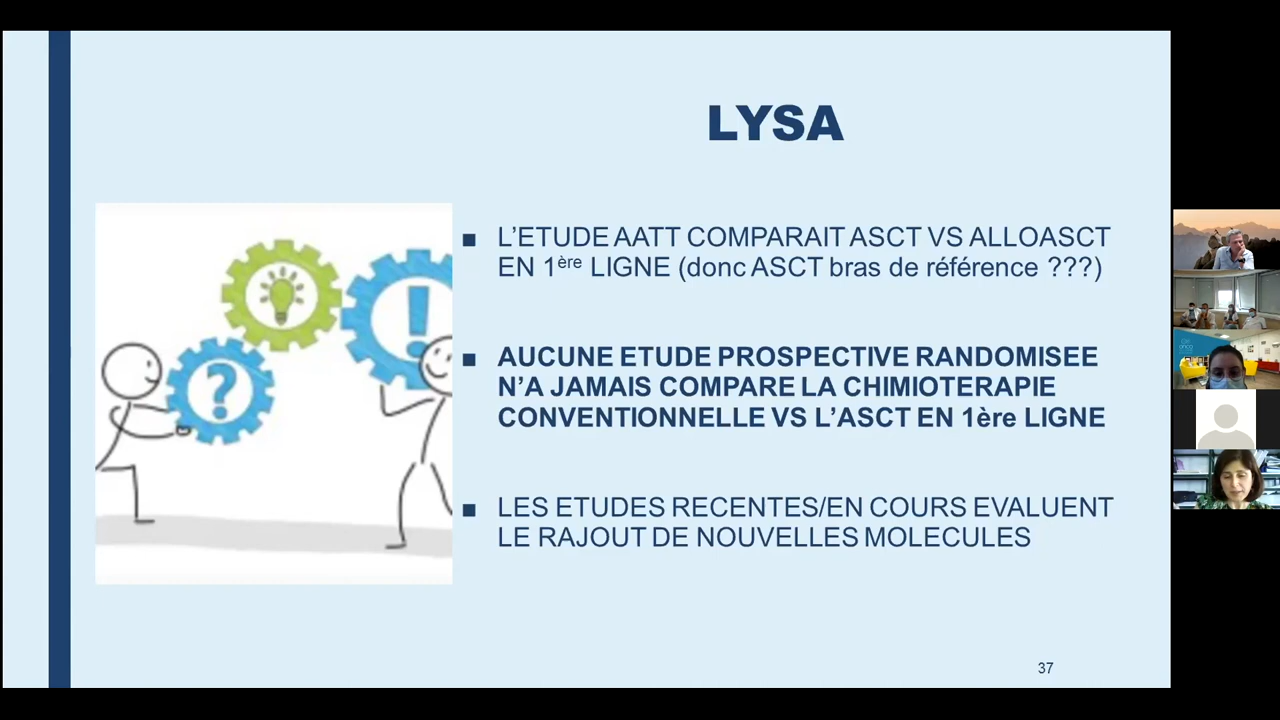 LYSA
■ L'ETUDE AATT COMPARAIT ASCT VS ALLOASCT
EN 1ère LIGNE (donc ASCT bras de référence ???)
■ AUCUNE ETUDE PROSPECTIVE RANDOMISEE
N'A JAMAIS COMPARE LA CHIMIOTERAPIE
CONVENTIONNELLE VS L'ASCT EN 1ère LIGNE
■ LES ETUDES RECENTES/EN COURS EVALUENT
LE RAJOUT DE NOUVELLES MOLECULES
?
!
37